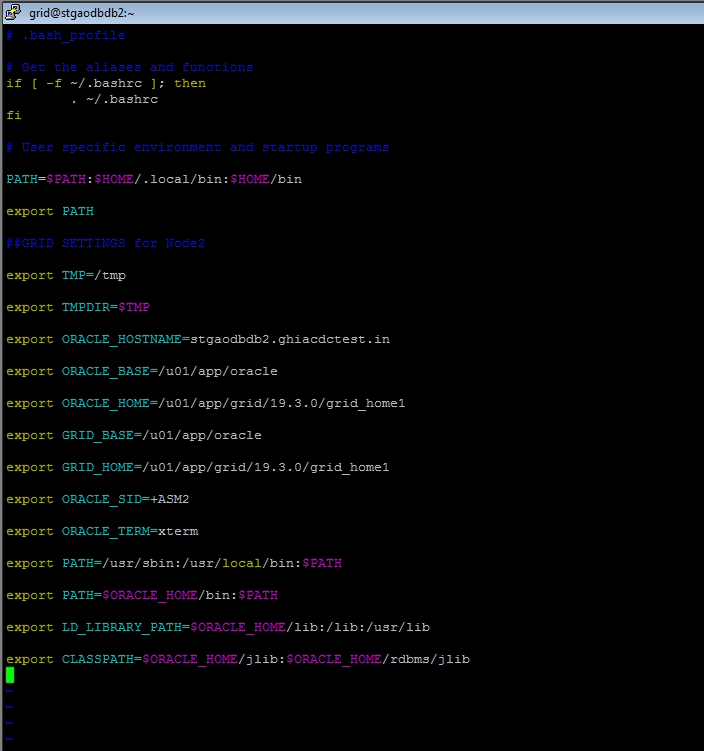 grid@stgaodbdb2:~
# .bash_profile
# Get the aliases and functions
if [ -f ~/.bashrc ]; then
. ~/.bashrc
fi
# User specific environment and startup programs
PATH=$PATH:$HOME/.local/bin:$HOME/bin
export PATH
##GRID SETTINGS for Node2
export TMP=/tmp
export TMPDIR=$TMP
export ORACLE_HOSTNAME=stgaodbdb2.ghiacdctest.in
export ORACLE_BASE=/u01/app/oracle
export ORACLE_HOME=/u01/app/grid/19.3.0/grid_home1
export GRID_BASE=/u01/app/oracle
export GRID_HOME=/u01/app/grid/19.3.0/grid_home1
export ORACLE_SID=+ASM2
export ORACLE_TERM=xterm
export PATH=/usr/sbin:/usr/local/bin:$PATH
export PATH=$ORACLE_HOME/bin:$PATH
export LD_LIBRARY_PATH=$ORACLE_HOME/lib:/lib:/usr/lib
export CLASSPATH=$ORACLE_HOME/jlib:$ORACLE_HOME/rdbms/jlib
~
~
~
~